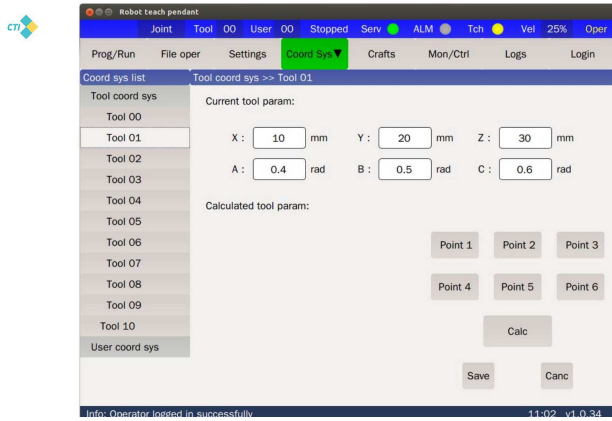 CTI
Robot teach pendant
Joint Tool 00 User 00 Stopped Serv ALM Tch Vel 25% Oper
Prog/Run File oper Settings Coord Sys▼ Crafts Mon/Ctrl Logs Login
Coord sys list Tool coord sys >> Tool 01
Tool coord sys
Tool 00
Tool 01
Tool 02
Tool 03
Tool 04
Tool 05
Tool 06
Tool 07
Tool 08
Tool 09
Tool 10
User coord sys
Current tool param:
X : 10 mm Y : 20 mm Z : 30 mm
A : 0.4 rad B : 0.5 rad C : 0.6 rad
Calculated tool param:
Point 1 Point 2 Point 3
Point 4 Point 5 Point 6
Calc
Save Canc
Info: Operator logged in successfully 11:02 v1.0.34